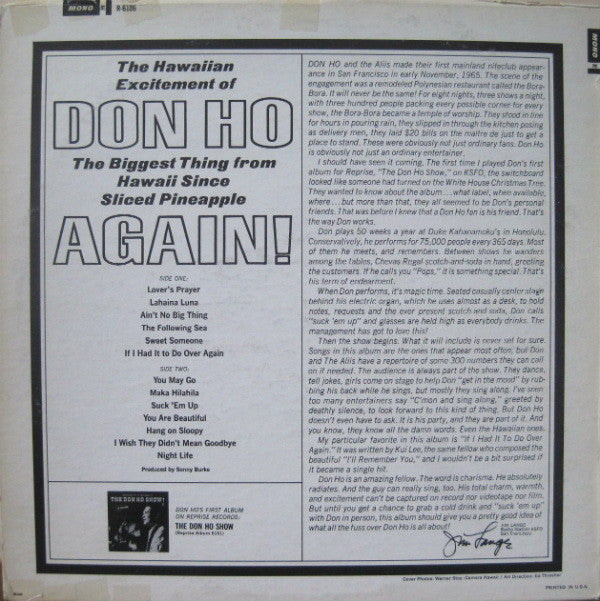 MONO
R-6186
MONO
The Hawaiian
Excitement of
DON HO
The Biggest Thing from
Hawaii Since
Sliced Pineapple
AGAIN!
SIDE ONE:
Lover's Prayer
Lahaina Luna
Ain't No Big Thing
The Following Sea
Sweet Someone
If I Had It to Do Over Again
SIDE TWO:
You May Go
Maka Hilahila
Suck 'Em Up
You Are Beautiful
Hang on Sloopy
I Wish They Didn't Mean Goodbye
Night Life
Produced by Sonny Burke
THE DON HO SHOW!
DON HO'S FIRST ALBUM
ON REPRISE RECORDS:
THE DON HO SHOW
(Reprise Album 6161)
DON HO and the Aliis made their first mainland niteclub appear-
ance in San Francisco in early November, 1965. The scene of the
engagement was a remodeled Polynesian restaurant called the Bora-
Bora. It will never be the same! For eight nights, three shows a night,
with three hundred people packing every possible corner for every
show, the Bora-Bora became a temple of worship. They stood in line
for hours in pouring rain, they slipped in through the kitchen posing
as delivery men, they laid $20 bills on the maitre de just to get a
place to stand. These were obviously not just ordinary fans. Don Ho
is obviously not just an ordinary entertainer.
I should have seen it coming. The first time I played Don's first
album for Reprise, "The Don Ho Show," on KSFO, the switchboard
looked like someone had turned on the White House Christmas Tree.
They wanted to know about the album...what label, when available,
where...but more than that, they all seemed to be Don's personal
friends. That was before I knew that a Don Ho fan is his friend. That's
the way Don works.
Don plays 50 weeks a year at Duke Kahanamoku's in Honolulu.
Conservatively, he performs for 75,000 people every 365 days. Most
of them he meets, and remembers. Between shows he wanders
among the tables, Chevas Regal scotch-and-soda in hand, greeting
the customers. If he calls you "Pops," it is something special. That's
his term of endearment.
When Don performs, it's magic time. Seated casually center stage
behind his electric organ, which he uses almost as a desk, to hold
notes, requests and the ever present scotch-and-soda, Don calls
"suck 'em up" and glasses are held high as everybody drinks. The
management has got to love this!
Then the show begins. What it will include is never set for sure.
Songs in this album are the ones that appear most often, but Don
and The Aliis have a repertoire of some 300 numbers they can call
on if needed. The audience is always part of the show. They dance,
tell jokes, girls come on stage to help Don "get in the mood" by rub-
bing his back while he sings, but mostly they sing along. I've seen
too many entertainers say "C'mon and sing along," greeted by
deathly silence, to look forward to this kind of thing. But Don Ho
doesn't even have to ask. It is his party, and they are part of it. And
you know, they know all the damn words. Even the Hawaiian ones.
My particular favorite in this album is "If I Had It To Do Over
Again." It was written by Kui Lee, the same fellow who composed the
beautiful "I'll Remember You," and I wouldn't be a bit surprised if
it became a single hit.
Don Ho is an amazing fellow. The word is charisma. He absolutely
radiates. And the guy can really sing, too. His total charm, warmth,
and excitement can't be captured on record nor videotape nor film.
But until you get a chance to grab a cold drink and "suck 'em up"
with Don in person, this album should give you a pretty good idea of
what all the fuss over Don Ho is all about!
Jim Lange
JIM LANGE
Radio Station KSFO
San Francisco
Cover Photos: Warner Stoy Camera Hawaii / Art Direction: Ed Thrasher
PRINTED IN U.S.A.